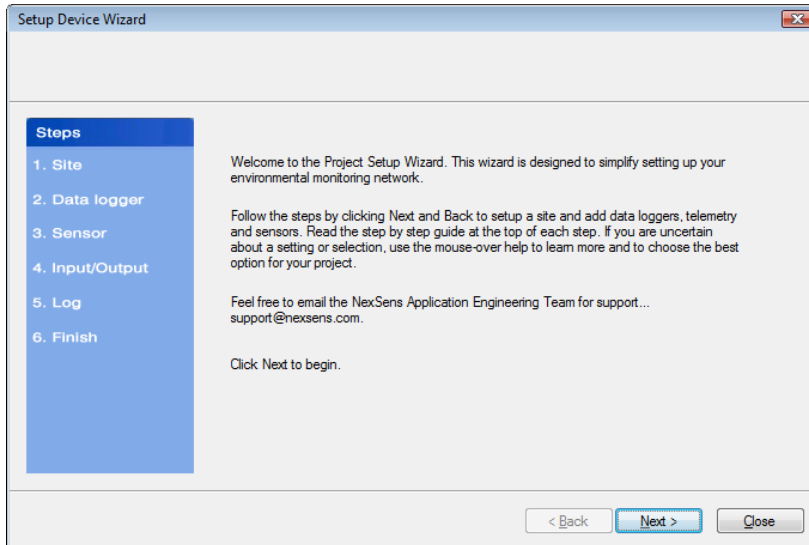 Setup Device Wizard
Steps
1. Site
2. Data logger
3. Sensor
4. Input/Output
5. Log
6. Finish
Welcome to the Project Setup Wizard. This wizard is designed to simplify setting up your
environmental monitoring network.
Follow the steps by clicking Next and Back to setup a site and add data loggers, telemetry
and sensors. Read the step by step guide at the top of each step. If you are uncertain
about a setting or selection, use the mouse-over help to learn more and to choose the best
option for your project.
Feel free to email the NexSens Application Engineering Team for support...
support@nexsens.com.
Click Next to begin.
< Back
Next >
Close